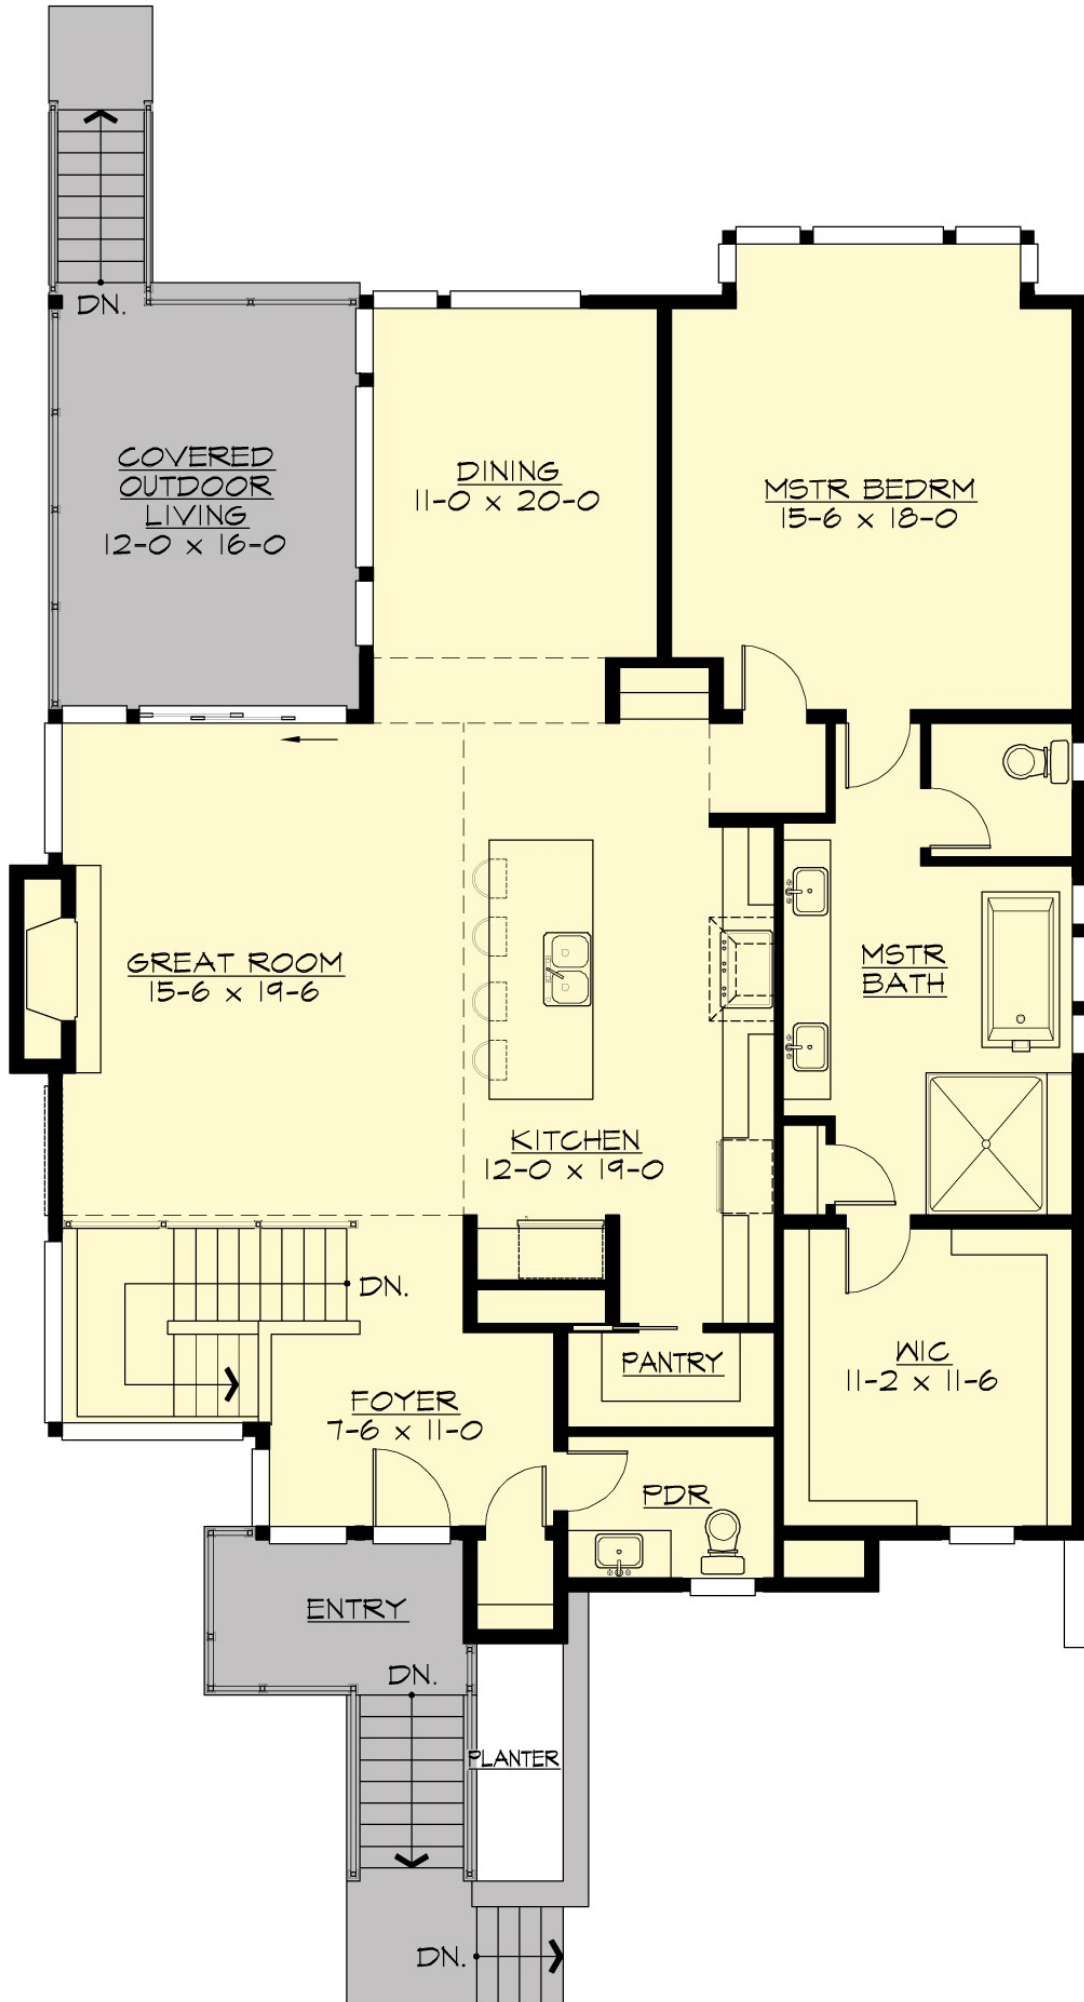 DN.
COVERED
OUTDOOR
LIVING
12-0 x 16-0
DINING
11-0 x 20-0
MSTR BEDRM
15-6 x 18-0
GREAT ROOM
15-6 x 19-6
MSTR
BATH
KITCHEN
12-0 x 19-0
DN.
PANTRY
WIC
11-2 x 11-6
FOYER
7-6 x 11-0
PDR
ENTRY
DN.
PLANTER
DN.